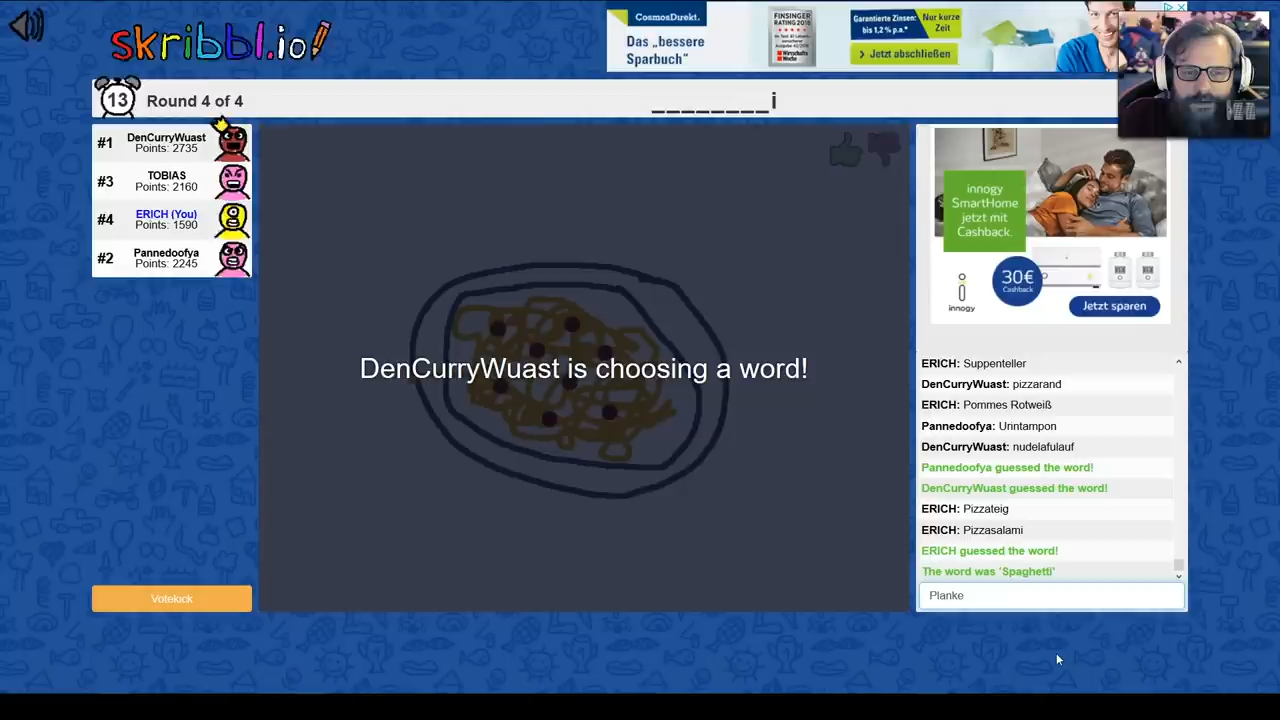 skribbl.io
CosmosDirekt.
Das „bessere
Sparbuch“
FINSINGER
RATING 2018
Garantierte Zinsen:
bis 1,2 % p.a.*
Nur kurze
Zeit
> Jetzt abschließen
13
Round 4 of 4
________i
#1
DenCurryWuast
Points: 2735
#3
TOBIAS
Points: 2160
#4
ERICH (You)
Points: 1590
#2
Pannedoofya
Points: 2245
Votekick
DenCurryWuast is choosing a word!
innogy
SmartHome
jetzt mit
Cashback.
30€
Cashback
innogy
Jetzt sparen
ERICH: Suppenteller
DenCurryWuast: pizzarand
ERICH: Pommes Rotweiß
Pannedoofya: Urintampon
DenCurryWuast: nudelafulauf
Pannedoofya guessed the word!
DenCurryWuast guessed the word!
ERICH: Pizzateig
ERICH: Pizzasalami
ERICH guessed the word!
The word was 'Spaghetti'
Planke